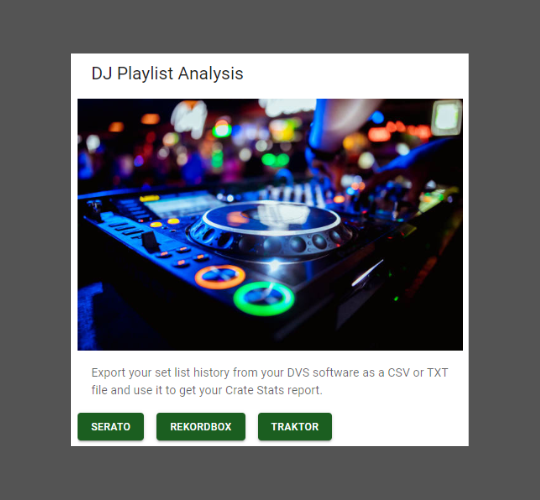 DJ Playlist Analysis
Export your set list history from your DVS software as a CSV or TXT
file and use it to get your Crate Stats report.
SERATO
REKORDBOX
TRAKTOR